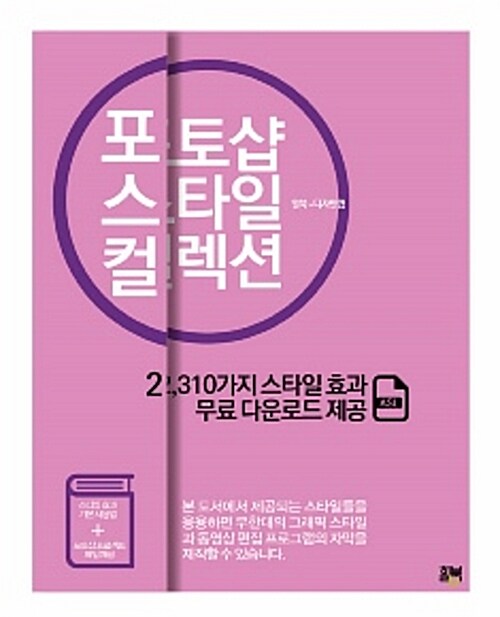 포토샵
스타일
컬렉션
22,310가지 스타일 효과
무료 다운로드 제공
본 도서에서 제공되는 스타일들을
응용하면 무한대의 그래픽 스타일
과 동영상 편집 프로그램의 자막을
제작할 수 있습니다.
+